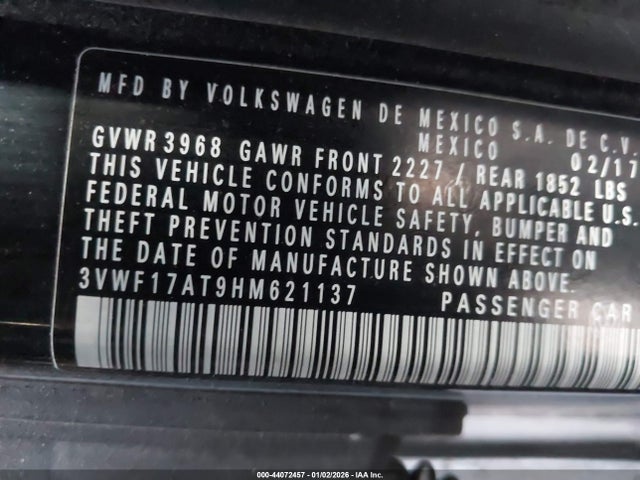 MFD BY VOLKSWAGEN DE MEXICO S.A. DE C.V.
MEXICO 02/17
GVWR 3968 GAWR FRONT 2227 / REAR 1852 LBS
THIS VEHICLE CONFORMS TO ALL APPLICABLE U.S.
FEDERAL MOTOR VEHICLE SAFETY, BUMPER AND
THEFT PREVENTION STANDARDS IN EFFECT ON
THE DATE OF MANUFACTURE SHOWN ABOVE.
3VWF17AT9HM621137 PASSENGER CAR
000-44072457 - 01/02/2026 - IAA Inc.